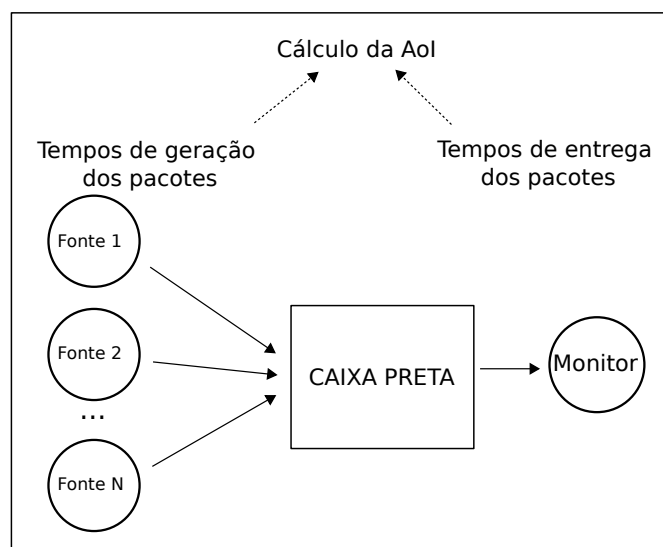 Cálculo da AoI
Tempos de geração
dos pacotes
Tempos de entrega
dos pacotes
Fonte 1
Fonte 2
...
Fonte N
CAIXA PRETA
Monitor